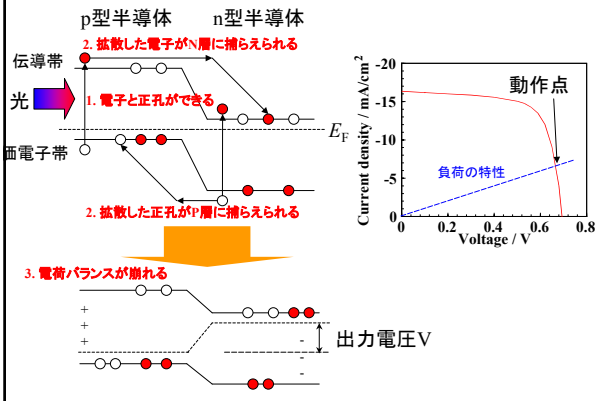 p型半導体 n型半導体
2. 拡散した電子がN層に捕らえられる
伝導帯
光
1. 電子と正孔ができる
E_F
価電子帯
2. 拡散した正孔がP層に捕らえられる
3. 電荷バランスが崩れる
+
+
+
-
-
-
-
出力電圧V
Current density / mA/cm²
-20
-15
-10
-5
0
動作点
負荷の特性
0 0.2 0.4 0.6 0.8
Voltage / V